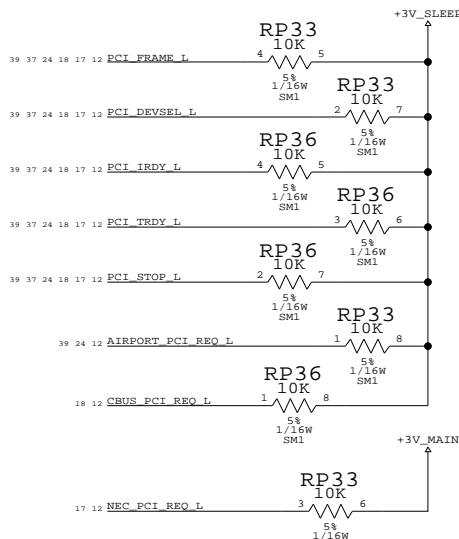 +3V_SLEEP
RP33
10K
39 37 24 18 17 12 PCI_FRAME_L 4 5
5%
1/16W
SM1
RP33
10K
39 37 24 18 17 12 PCI_DEVSEL_L 2 7
5%
1/16W
SM1
RP36
10K
39 37 24 18 17 12 PCI_IRDY_L 4 5
5%
1/16W
SM1
RP36
10K
39 37 24 18 17 12 PCI_TRDY_L 3 6
5%
1/16W
SM1
RP36
10K
39 37 24 18 17 12 PCI_STOP_L 2 7
5%
1/16W
SM1
RP33
10K
39 24 12 AIRPORT_PCI_REQ_L 1 8
5%
1/16W
SM1
RP36
10K
18 12 CBUS_PCI_REQ_L 1 8
5%
1/16W
SM1
+3V_MAIN
RP33
10K
17 12 NEC_PCI_REQ_L 3 6
5%
1/16W